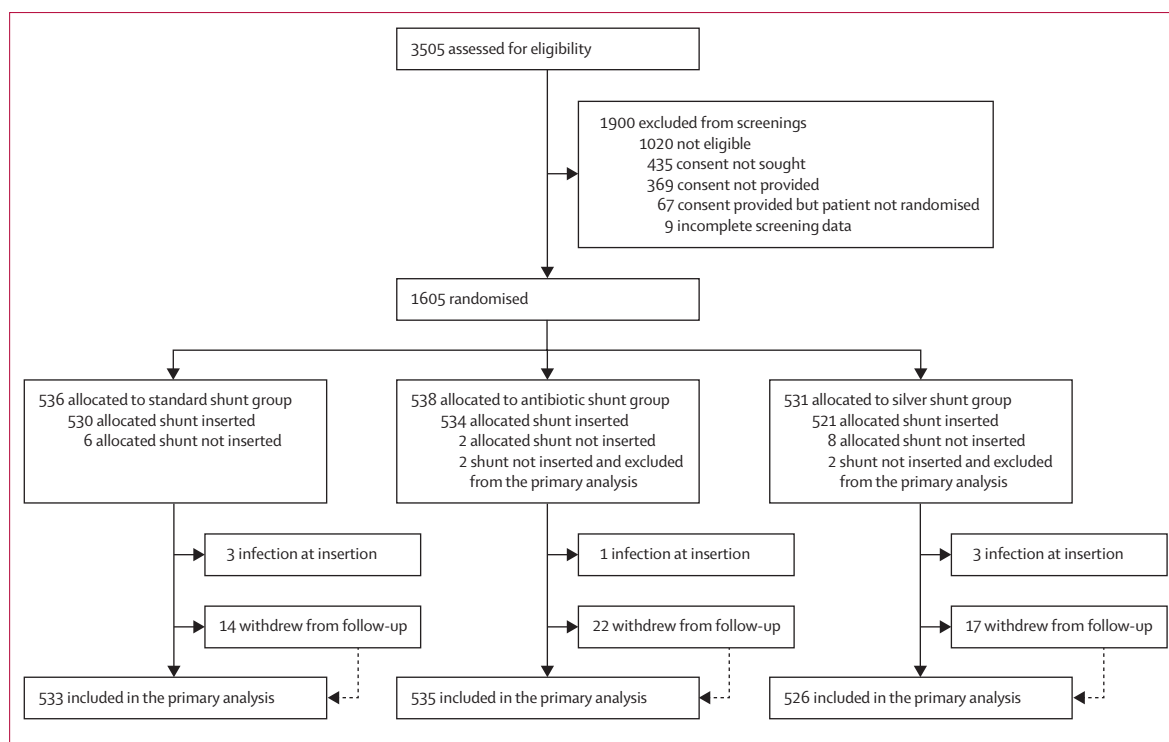 3505 assessed for eligibility
1900 excluded from screenings
1020 not eligible
435 consent not sought
369 consent not provided
67 consent provided but patient not randomised
9 incomplete screening data
1605 randomised
536 allocated to standard shunt group
530 allocated shunt inserted
6 allocated shunt not inserted
538 allocated to antibiotic shunt group
534 allocated shunt inserted
2 allocated shunt not inserted
2 shunt not inserted and excluded
from the primary analysis
531 allocated to silver shunt group
521 allocated shunt inserted
8 allocated shunt not inserted
2 shunt not inserted and excluded
from the primary analysis
3 infection at insertion
1 infection at insertion
3 infection at insertion
14 withdrew from follow-up
22 withdrew from follow-up
17 withdrew from follow-up
533 included in the primary analysis
535 included in the primary analysis
526 included in the primary analysis